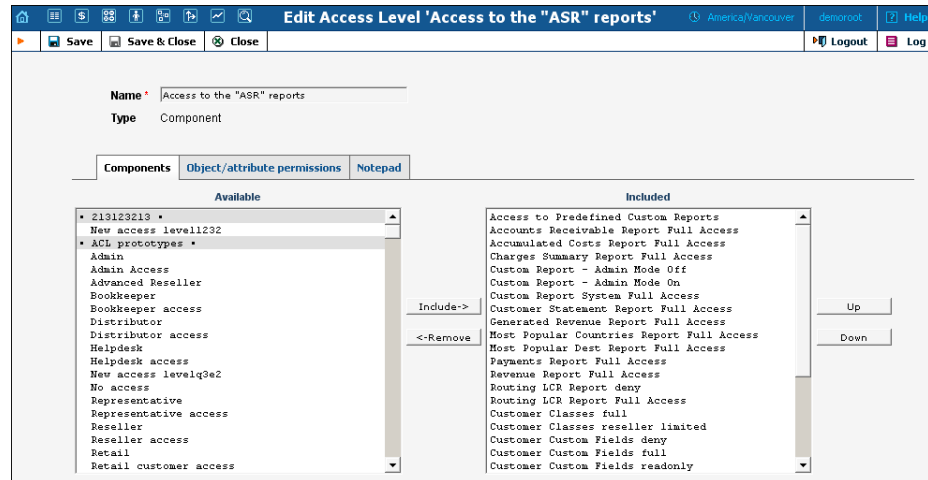 Edit Access Level 'Access to the "ASR" reports'
America/Vancouver
demoroot
? Help
Save
Save & Close
Close
Logout
Log
Name *
Access to the "ASR" reports
Type
Component
Components
Object/attribute permissions
Notepad
Available
Included
• 213123213 •
New access level1232
• ACL prototypes •
Admin
Admin Access
Advanced Reseller
Bookkeeper
Bookkeeper access
Distributor
Distributor access
Helpdesk
Helpdesk access
New access levelq3e2
No access
Representative
Representative access
Reseller
Reseller access
Retail
Retail customer access
Include->
<-Remove
Access to Predefined Custom Reports
Accounts Receivable Report Full Access
Accumulated Costs Report Full Access
Charges Summary Report Full Access
Custom Report - Admin Mode Off
Custom Report - Admin Mode On
Custom Report System Full Access
Customer Statement Report Full Access
Generated Revenue Report Full Access
Most Popular Countries Report Full Access
Most Popular Dest Report Full Access
Payments Report Full Access
Revenue Report Full Access
Routing LCR Report deny
Routing LCR Report Full Access
Customer Classes full
Customer Classes reseller limited
Customer Custom Fields deny
Customer Custom Fields full
Customer Custom Fields readonly
Up
Down